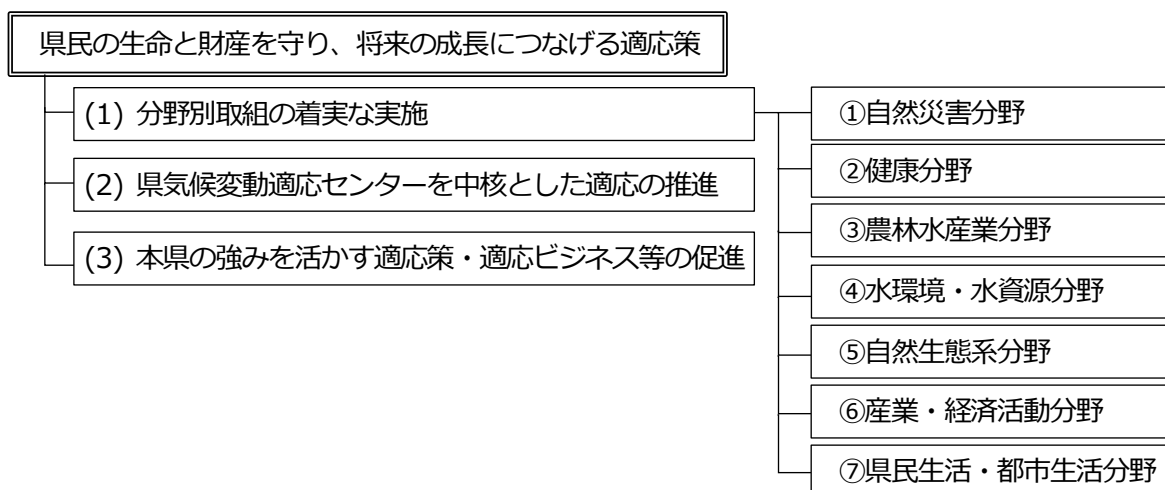 県民の生命と財産を守り、将来の成長につなげる適応策
(1) 分野別取組の着実な実施
(2) 県気候変動適応センターを中核とした適応の推進
(3) 本県の強みを活かす適応策・適応ビジネス等の促進
①自然災害分野
②健康分野
③農林水産業分野
④水環境・水資源分野
⑤自然生態系分野
⑥産業・経済活動分野
⑦県民生活・都市生活分野